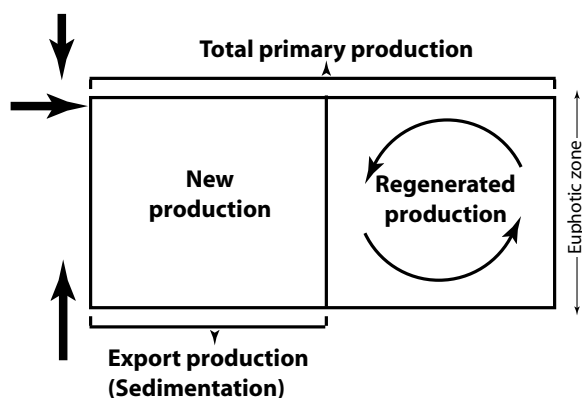 Total primary production
New
production
Regenerated
production
Euphotic zone
Export production
(Sedimentation)